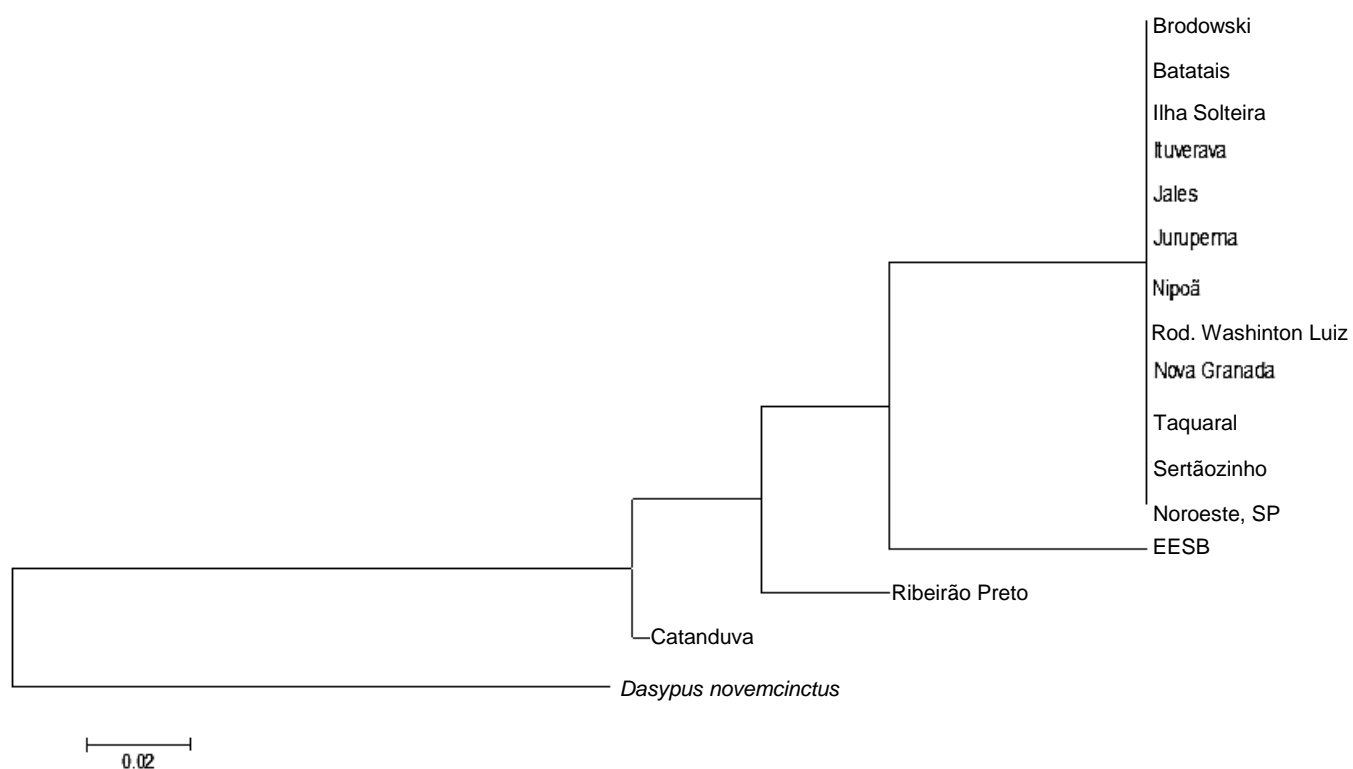 Brodowski
Batatais
Ilha Solteira
Ituverava
Jales
Jurupema
Nipoã
Rod. Washinton Luiz
Nova Granada
Taquaral
Sertãozinho
Noroeste, SP
EESB
Ribeirão Preto
Catanduva
Dasypus novemcinctus
0.02